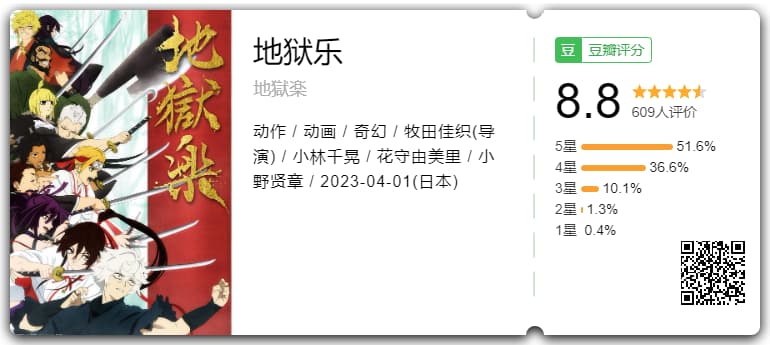 地獄楽
地狱乐
地獄楽
动作 / 动画 / 奇幻 / 牧田佳织(导
演) / 小林千晃 / 花守由美里 / 小
野贤章 / 2023-04-01(日本)
豆 豆瓣评分
8.8
609人评价
5星 51.6%
4星 36.6%
3星 10.1%
2星 1.3%
1星 0.4%